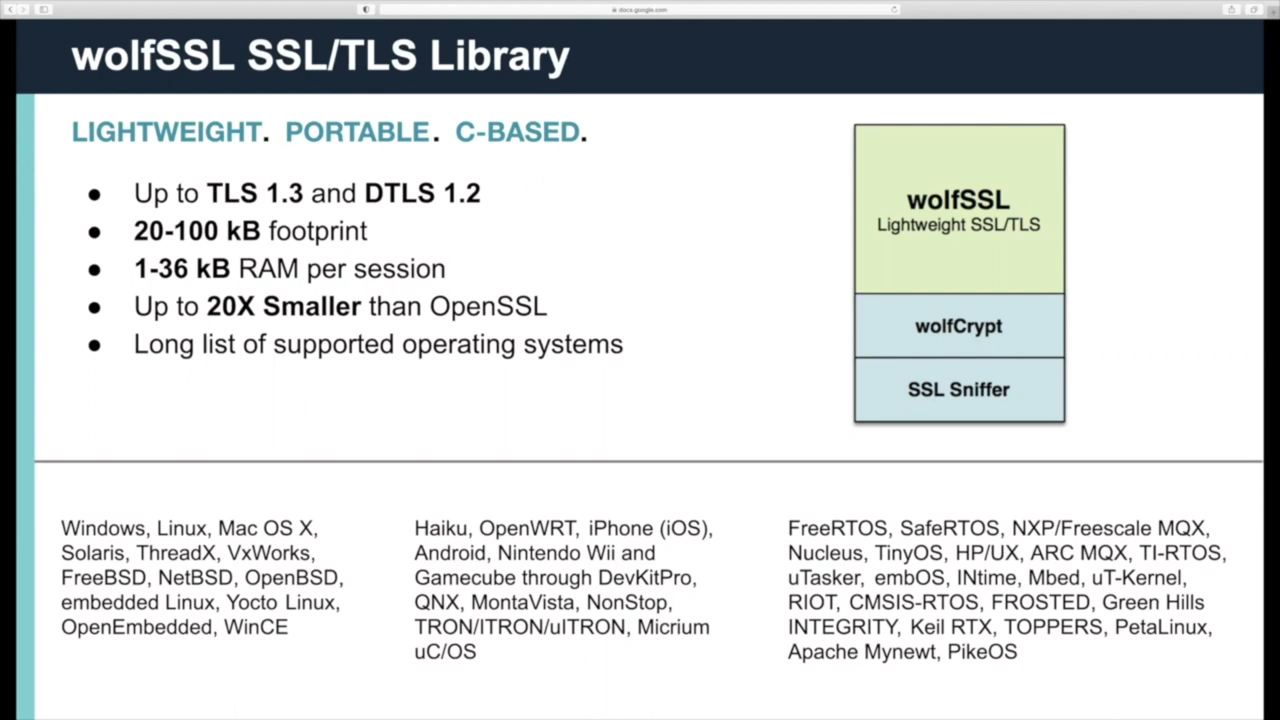 docs.google.com
wolfSSL SSL/TLS Library
LIGHTWEIGHT. PORTABLE. C-BASED.
● Up to TLS 1.3 and DTLS 1.2
● 20-100 kB footprint
● 1-36 kB RAM per session
● Up to 20X Smaller than OpenSSL
● Long list of supported operating systems
wolfSSL
Lightweight SSL/TLS
wolfCrypt
SSL Sniffer
Windows, Linux, Mac OS X,
Solaris, ThreadX, VxWorks,
FreeBSD, NetBSD, OpenBSD,
embedded Linux, Yocto Linux,
OpenEmbedded, WinCE
Haiku, OpenWRT, iPhone (iOS),
Android, Nintendo Wii and
Gamecube through DevKitPro,
QNX, MontaVista, NonStop,
TRON/ITRON/uITRON, Micrium
uC/OS
FreeRTOS, SafeRTOS, NXP/Freescale MQX,
Nucleus, TinyOS, HP/UX, ARC MQX, TI-RTOS,
uTasker, embOS, INtime, Mbed, uT-Kernel,
RIOT, CMSIS-RTOS, FROSTED, Green Hills
INTEGRITY, Keil RTX, TOPPERS, PetaLinux,
Apache Mynewt, PikeOS